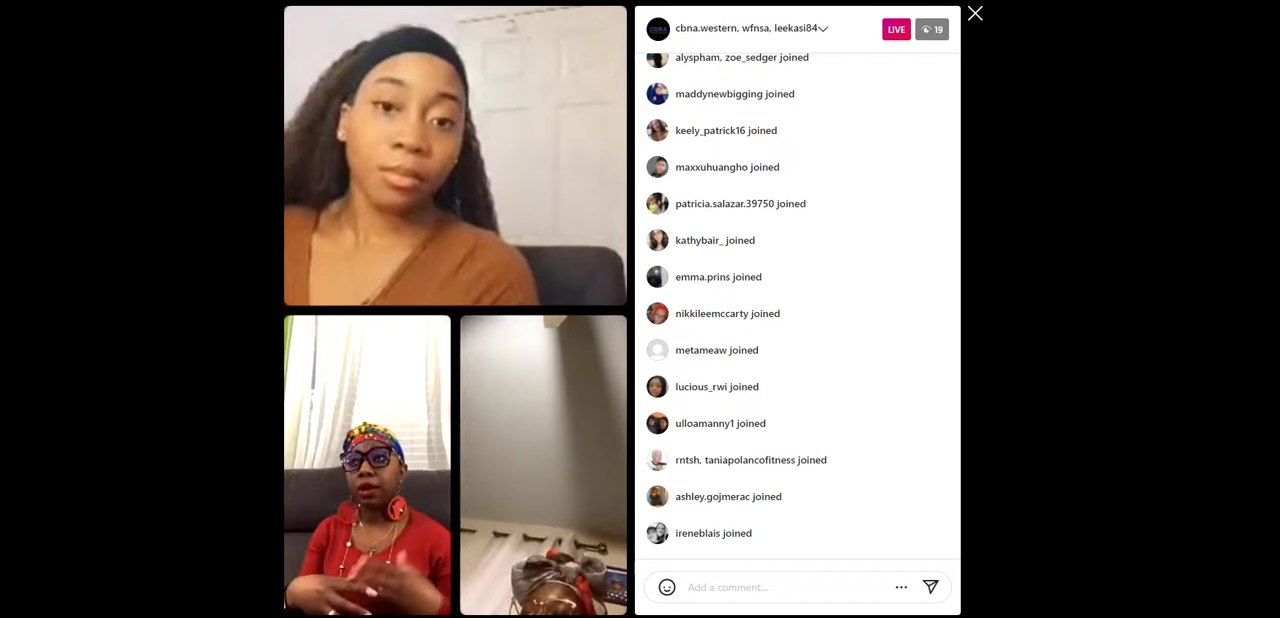 cbna.western, wfnsa, leekasi84
LIVE
19
alyspham, zoe_sedger joined
maddynewbigging joined
keely_patrick16 joined
maxxuhuangho joined
patricia.salazar.39750 joined
kathybair_ joined
emma.prins joined
nikkileemccarty joined
metameaw joined
lucious_rwi joined
ulloamanny1 joined
rntsh, taniapolancofitness joined
ashley.gojmerac joined
ireneblais joined
Add a comment...